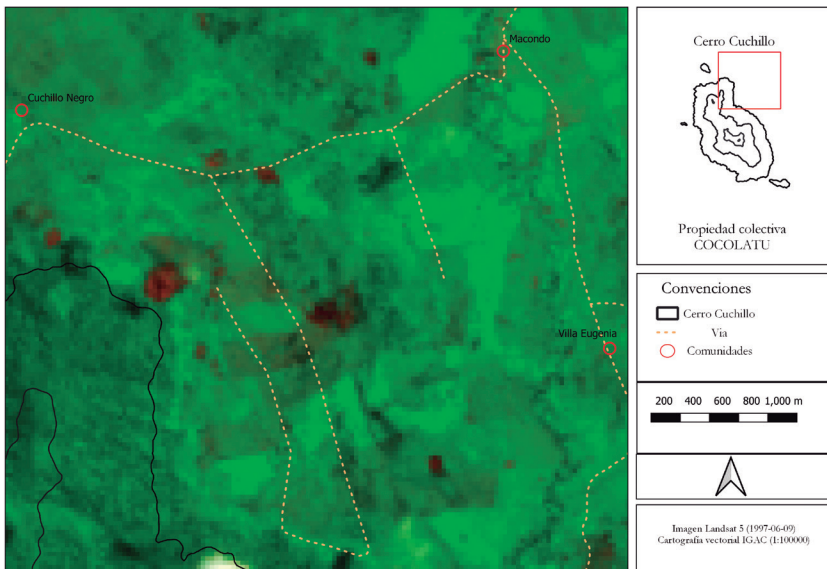 Macondo
Cuchillo Negro
Villa Eugenia
Cerro Cuchillo
Propiedad colectiva
COCOLATU
Convenciones
Cerro Cuchillo
Via
Comunidades
200 400 600 800 1,000 m
Imagen Landsat 5 (1997-06-09)
Cartografía vectorial IGAC (1:100000)